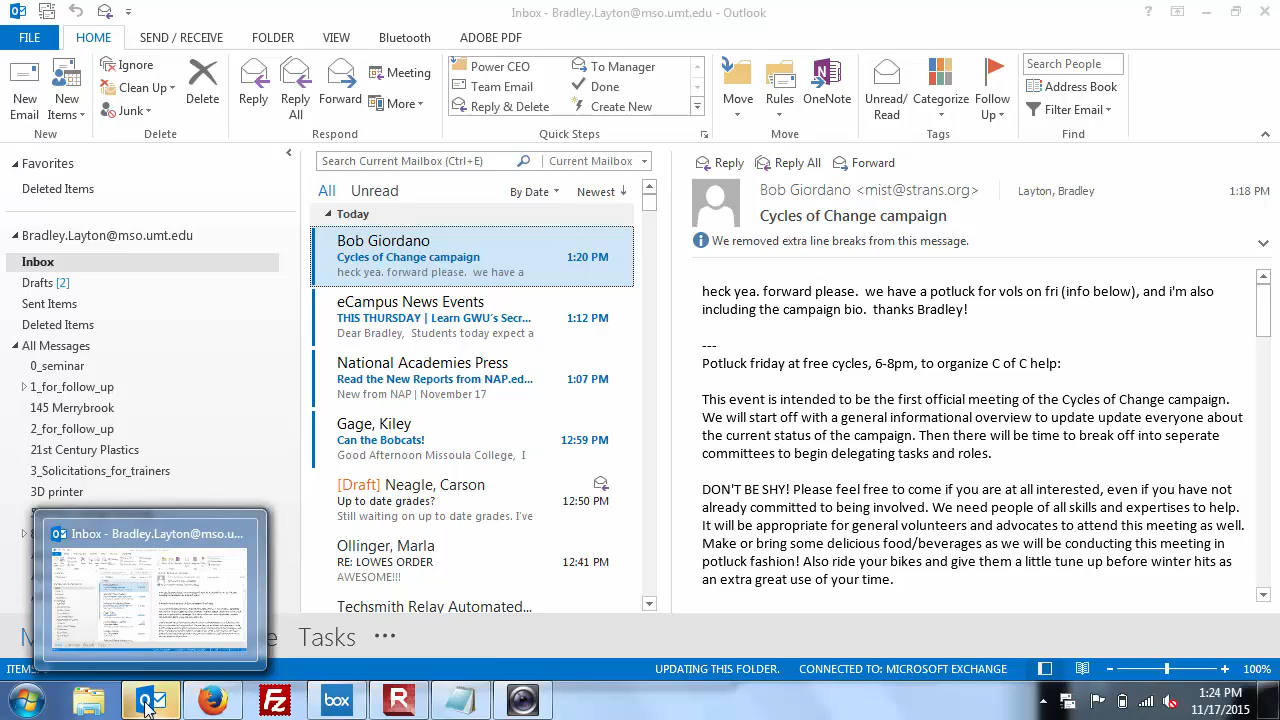 Inbox - Bradley.Layton@mso.umt.edu - Outlook
FILE HOME SEND / RECEIVE FOLDER VIEW Bluetooth ADOBE PDF
New Email
New Items
New
Ignore
Clean Up
Junk
Delete
Delete
Reply
Reply All
Forward
Meeting
More
Respond
Power CEO
Team Email
Reply & Delete
To Manager
Done
Create New
Quick Steps
Move
Rules
OneNote
Move
Unread/ Read
Categorize
Follow Up
Tags
Search People
Address Book
Filter Email
Find
Favorites
Deleted Items
Bradley.Layton@mso.umt.edu
Inbox
Drafts [2]
Sent Items
Deleted Items
All Messages
0_seminar
1_for_follow_up
145 Merrybrook
2_for_follow_up
21st Century Plastics
3_Solicitations_for_trainers
3D printer
Inbox - Bradley.Layton@mso.u...
Search Current Mailbox (Ctrl+E) Current Mailbox
All Unread By Date Newest
Today
Bob Giordano
Cycles of Change campaign 1:20 PM
heck yea. forward please. we have a
eCampus News Events
THIS THURSDAY | Learn GWU's Secr... 1:12 PM
Dear Bradley, Students today expect a
National Academies Press
Read the New Reports from NAP.ed... 1:07 PM
New from NAP | November 17
Gage, Kiley
Can the Bobcats! 12:59 PM
Good Afternoon Missoula College, I
[Draft] Neagle, Carson
Up to date grades? 12:50 PM
Still waiting on up to date grades. I've
Ollinger, Marla
RE: LOWES ORDER 12:41 PM
AWESOME!!!
Techsmith Relay Automated...
Reply Reply All Forward
Bob Giordano <mist@strans.org> Layton, Bradley 1:18 PM
Cycles of Change campaign
We removed extra line breaks from this message.
heck yea. forward please. we have a potluck for vols on fri (info below), and i'm also
including the campaign bio. thanks Bradley!
---
Potluck friday at free cycles, 6-8pm, to organize C of C help:
This event is intended to be the first official meeting of the Cycles of Change campaign.
We will start off with a general informational overview to update update everyone about
the current status of the campaign. Then there will be time to break off into seperate
committees to begin delegating tasks and roles.
DON'T BE SHY! Please feel free to come if you are at all interested, even if you have not
already committed to being involved. We need people of all skills and expertises to help.
It will be appropriate for general volunteers and advocates to attend this meeting as well.
Make or bring some delicious food/beverages as we will be conducting this meeting in
potluck fashion! Also ride your bikes and give them a little tune up before winter hits as
an extra great use of your time.
Tasks •••
UPDATING THIS FOLDER. CONNECTED TO: MICROSOFT EXCHANGE 100%
box
1:24 PM
11/17/2015